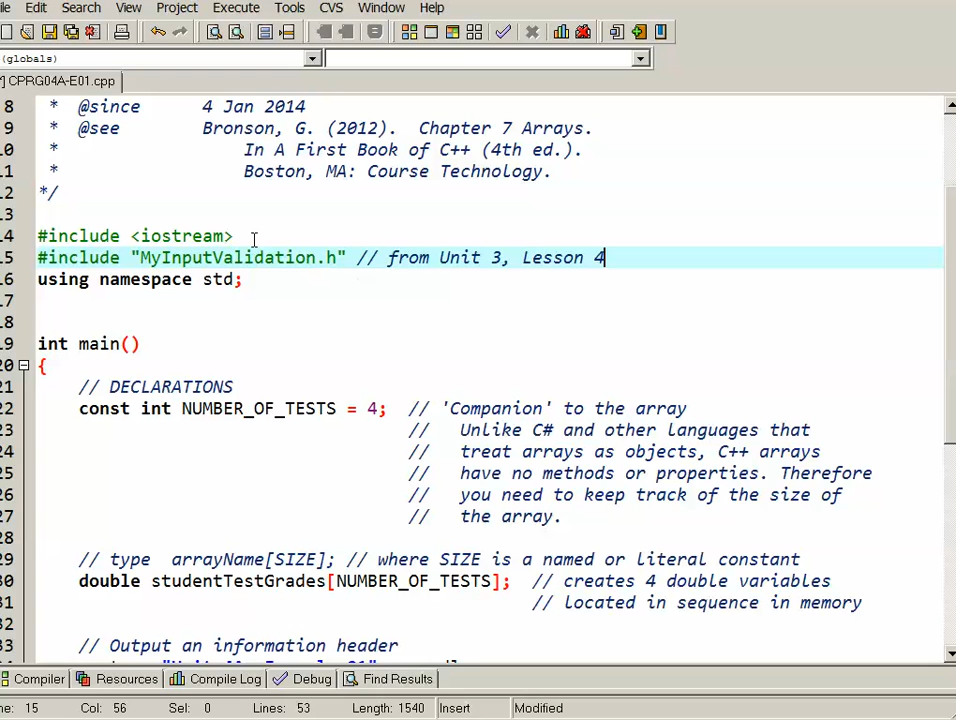 le Edit Search View Project Execute Tools CVS Window Help
(globals)
] CPRG04A-E01.cpp
8 * @since 4 Jan 2014
9 * @see Bronson, G. (2012). Chapter 7 Arrays.
10 * In A First Book of C++ (4th ed.).
11 * Boston, MA: Course Technology.
12 */
13
14 #include <iostream>
15 #include "MyInputValidation.h" // from Unit 3, Lesson 4
16 using namespace std;
17
18
19 int main()
20 {
21 // DECLARATIONS
22 const int NUMBER_OF_TESTS = 4; // 'Companion' to the array
23 // Unlike C# and other languages that
24 // treat arrays as objects, C++ arrays
25 // have no methods or properties. Therefore
26 // you need to keep track of the size of
27 // the array.
28
29 // type arrayName[SIZE]; // where SIZE is a named or literal constant
30 double studentTestGrades[NUMBER_OF_TESTS]; // creates 4 double variables
31 // located in sequence in memory
32
33 // Output an information header
Compiler Resources Compile Log Debug Find Results
ne: 15 Col: 56 Sel: 0 Lines: 53 Length: 1540 Insert Modified